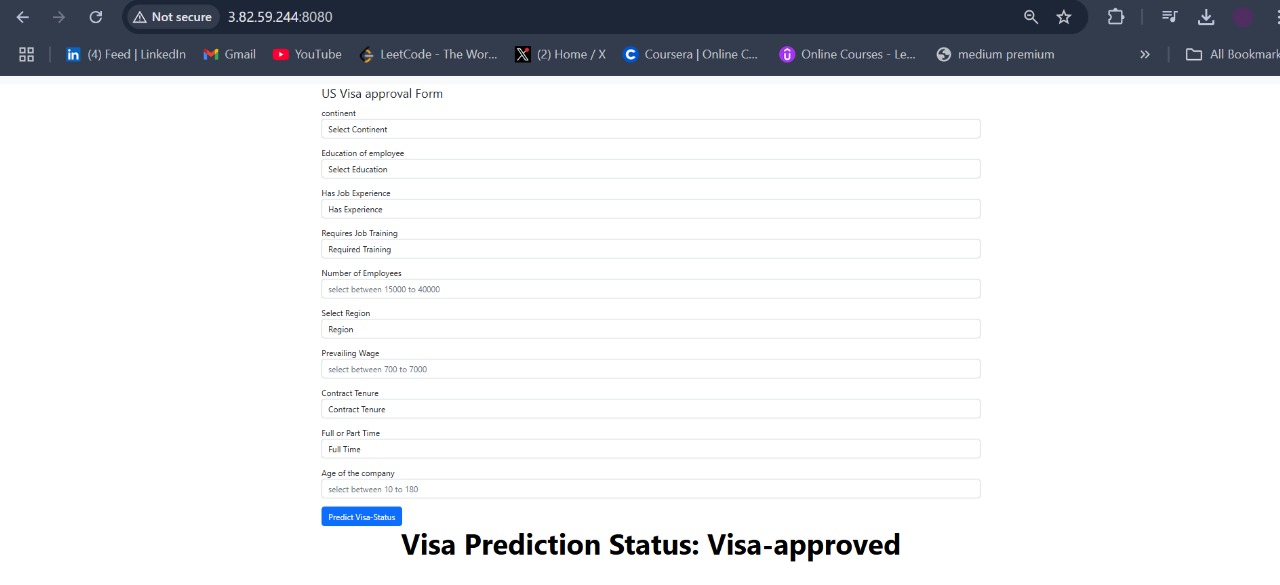 Not secure 3.82.59.244:8080
(4) Feed | LinkedIn Gmail YouTube LeetCode - The Wor... (2) Home / X Coursera | Online C... Online Courses - Le... medium premium » All Bookmark
US Visa approval Form
continent
Select Continent
Education of employee
Select Education
Has Job Experience
Has Experience
Requires Job Training
Required Training
Number of Employees
select between 15000 to 40000
Select Region
Region
Prevailing Wage
select between 700 to 7000
Contract Tenure
Contract Tenure
Full or Part Time
Full Time
Age of the company
select between 10 to 180
Predict Visa-Status
Visa Prediction Status: Visa-approved